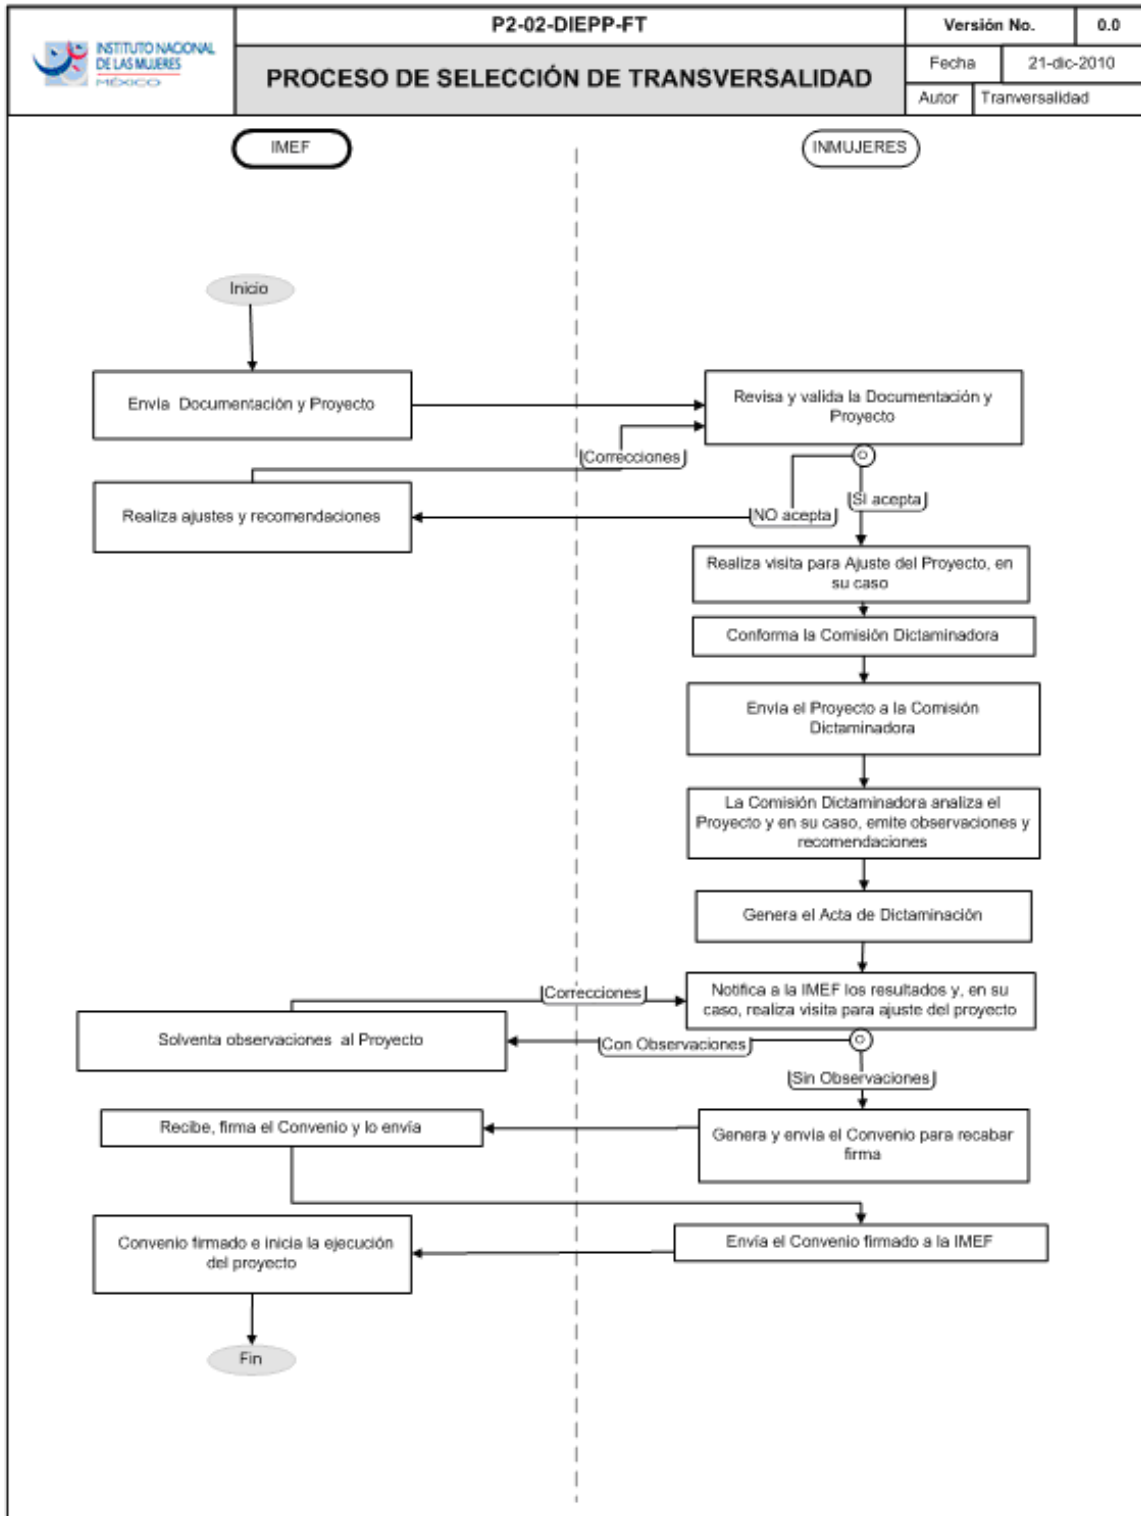 P2-02-DIEPP-FT
Versión No.
0.0
INSTITUTO NACIONAL
DE LAS MUJERES
MÉXICO
PROCESO DE SELECCIÓN DE TRANSVERSALIDAD
Fecha
21-dic-2010
Autor
Tranversalidad
IMEF
INMUJERES
Inicio
Envía Documentación y Proyecto
Revisa y valida la Documentación y
Proyecto
Correcciones
Realiza ajustes y recomendaciones
NO acepta
SI acepta
Realiza visita para Ajuste del Proyecto, en
su caso
Conforma la Comisión Dictaminadora
Envía el Proyecto a la Comisión
Dictaminadora
La Comisión Dictaminadora analiza el
Proyecto y en su caso, emite observaciones y
recomendaciones
Genera el Acta de Dictaminación
Correcciones
Notifica a la IMEF los resultados y, en su
caso, realiza visita para ajuste del proyecto
Solventa observaciones al Proyecto
Con Observaciones
Sin Observaciones
Recibe, firma el Convenio y lo envía
Genera y envía el Convenio para recabar
firma
Convenio firmado e inicia la ejecución
del proyecto
Envía el Convenio firmado a la IMEF
Fin